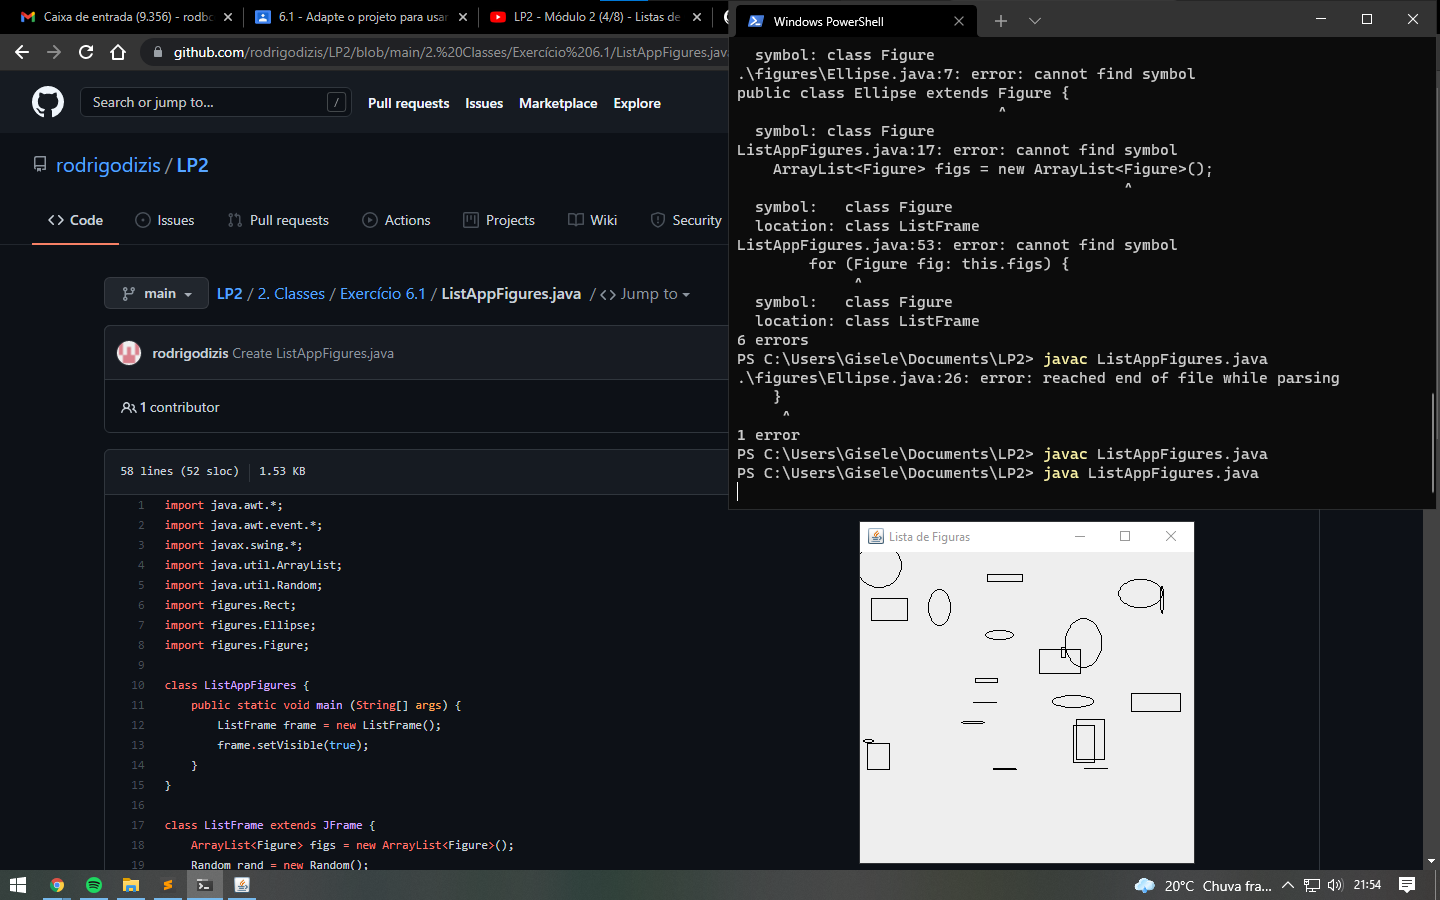 Caixa de entrada (9.356) - rodbc
6.1 - Adapte o projeto para usar
LP2 - Módulo 2 (4/8) - Listas de
github.com/rodrigodizis/LP2/blob/main/2.%20Classes/Exercício%206.1/ListAppFigures.java
Search or jump to...
/
Pull requests
Issues
Marketplace
Explore
rodrigodizis / LP2
Code
Issues
Pull requests
Actions
Projects
Wiki
Security
main
LP2 / 2. Classes / Exercício 6.1 / ListAppFigures.java / <> Jump to
rodrigodizis Create ListAppFigures.java
1 contributor
58 lines (52 sloc) 1.53 KB
1 import java.awt.*;
2 import java.awt.event.*;
3 import javax.swing.*;
4 import java.util.ArrayList;
5 import java.util.Random;
6 import figures.Rect;
7 import figures.Ellipse;
8 import figures.Figure;
9
10 class ListAppFigures {
11 public static void main (String[] args) {
12 ListFrame frame = new ListFrame();
13 frame.setVisible(true);
14 }
15 }
16
17 class ListFrame extends JFrame {
18 ArrayList<Figure> figs = new ArrayList<Figure>();
19 Random rand = new Random();
Windows PowerShell
symbol: class Figure
.\figures\Ellipse.java:7: error: cannot find symbol
public class Ellipse extends Figure {
^
symbol: class Figure
ListAppFigures.java:17: error: cannot find symbol
ArrayList<Figure> figs = new ArrayList<Figure>();
^
symbol:   class Figure
location: class ListFrame
ListAppFigures.java:53: error: cannot find symbol
for (Figure fig: this.figs) {
^
symbol:   class Figure
location: class ListFrame
6 errors
PS C:\Users\Gisele\Documents\LP2> javac ListAppFigures.java
.\figures\Ellipse.java:26: error: reached end of file while parsing
}
^
1 error
PS C:\Users\Gisele\Documents\LP2> javac ListAppFigures.java
PS C:\Users\Gisele\Documents\LP2> java ListAppFigures.java
Lista de Figuras
20°C Chuva fra...
21:54